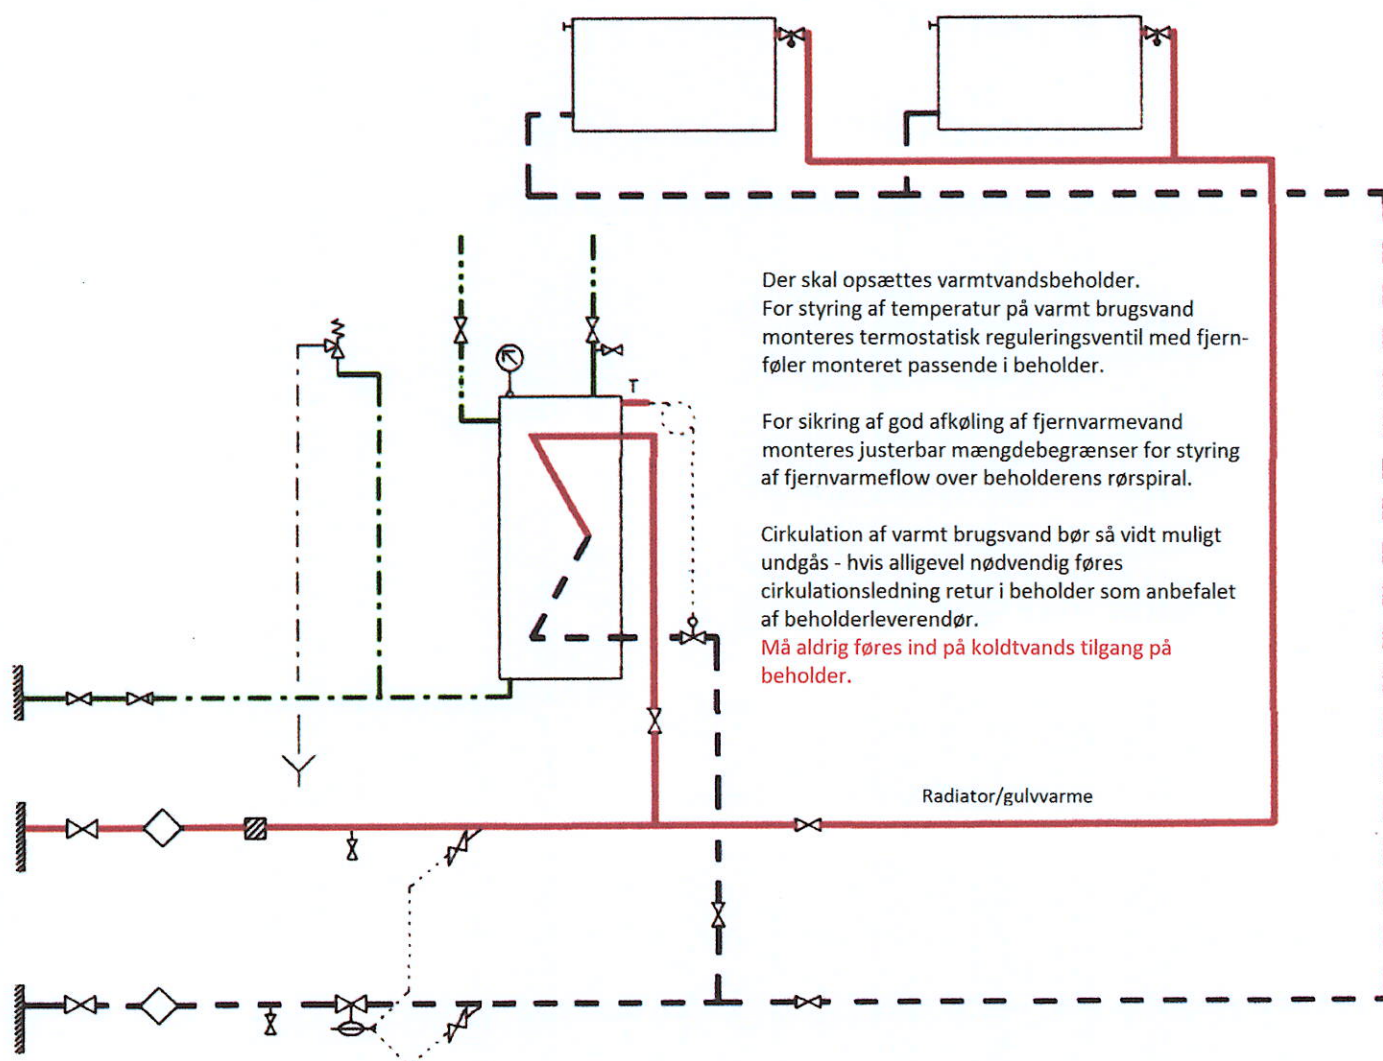 Der skal opsættes varmtvandsbeholder.
For styring af temperatur på varmt brugsvand
monteres termostatisk reguleringsventil med fjern-
føler monteret passende i beholder.
T
For sikring af god afkøling af fjernvarmevand
monteres justerbar mængdebegrænser for styring
af fjernvarmeflow over beholderens rørspiral.
Cirkulation af varmt brugsvand bør så vidt muligt
undgås - hvis alligevel nødvendig føres
cirkulationsledning retur i beholder som anbefalet
af beholderleverendør.
Må aldrig føres ind på koldtvands tilgang på
beholder.
Radiator/gulvvarme